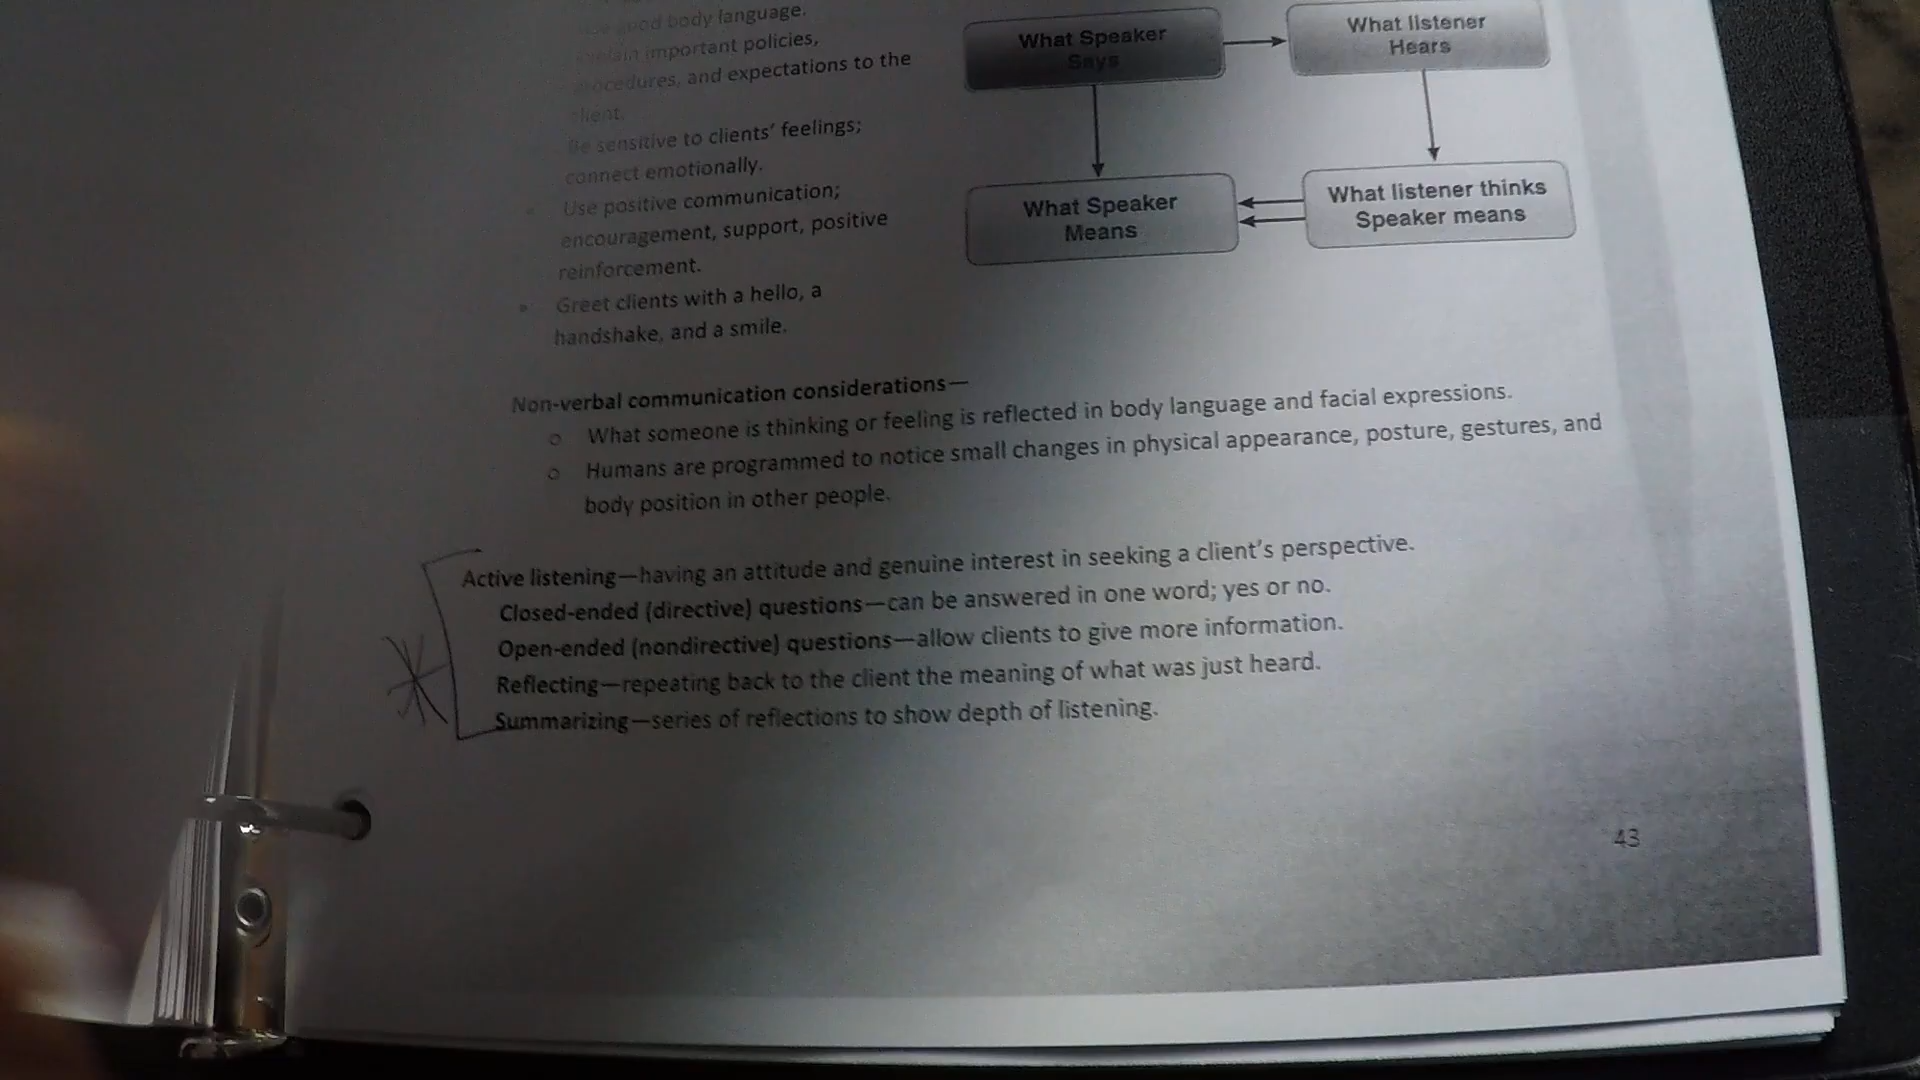 good body language.
important policies,
procedures, and expectations to the
client.
Be sensitive to clients' feelings;
connect emotionally.
Use positive communication;
encouragement, support, positive
reinforcement.
Greet clients with a hello, a
handshake, and a smile.
What Speaker
Says
What listener
Hears
What Speaker
Means
What listener thinks
Speaker means
Non-verbal communication considerations—
o What someone is thinking or feeling is reflected in body language and facial expressions.
o Humans are programmed to notice small changes in physical appearance, posture, gestures, and
body position in other people.
Active listening—having an attitude and genuine interest in seeking a client's perspective.
Closed-ended (directive) questions—can be answered in one word; yes or no.
Open-ended (nondirective) questions—allow clients to give more information.
Reflecting—repeating back to the client the meaning of what was just heard.
Summarizing—series of reflections to show depth of listening.
43